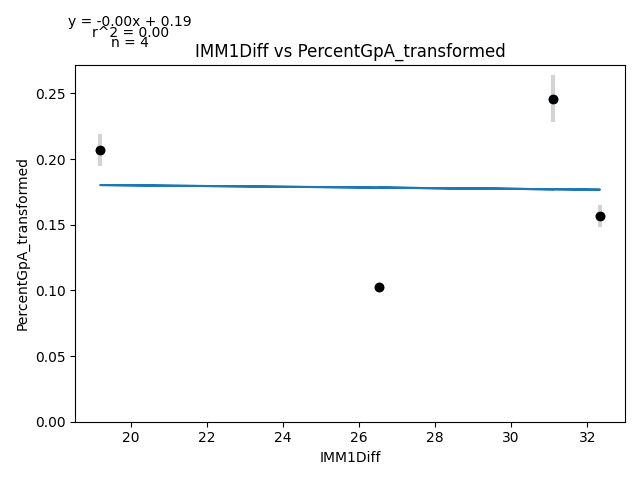 y = -0.00x + 0.19
r^2 = 0.00
n = 4
IMM1Diff vs PercentGpA_transformed
PercentGpA_transformed
0.25
0.20
0.15
0.10
0.05
0.00
20 22 24 26 28 30 32
IMM1Diff